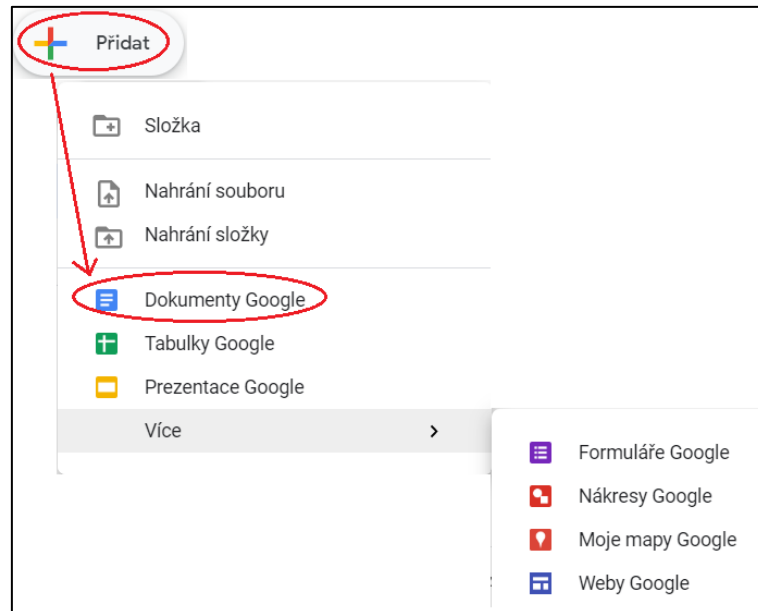 Přidat
Složka
Nahrání souboru
Nahrání složky
Dokumenty Google
Tabulky Google
Prezentace Google
Více
Formuláře Google
Nákresy Google
Moje mapy Google
Weby Google